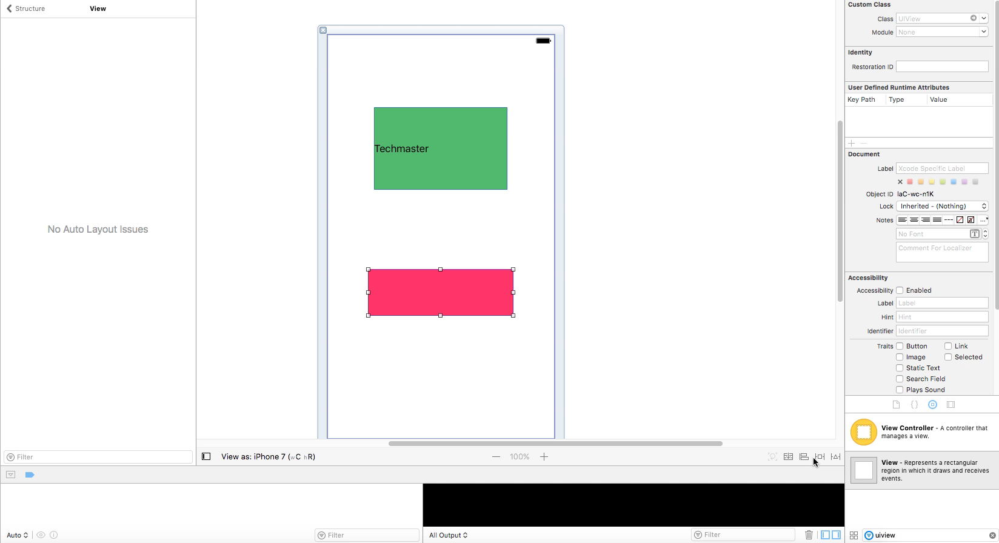 Structure
View
No Auto Layout Issues
Filter
Techmaster
View as: iPhone 7 (wC hR)
100%
Custom Class
Class UIView
Module None
Identity
Restoration ID
User Defined Runtime Attributes
Key Path Type Value
Document
Label Xcode Specific Label
Object ID IaC-wc-n1K
Lock Inherited - (Nothing)
Notes
No Font
Comment For Localizer
Accessibility
Accessibility Enabled
Label Label
Hint Hint
Identifier Identifier
Traits Button Link
Image Selected
Static Text
Search Field
Plays Sound
View Controller - A controller that
manages a view.
View - Represents a rectangular
region in which it draws and receives
events.
Auto
Filter
All Output
Filter
uiview